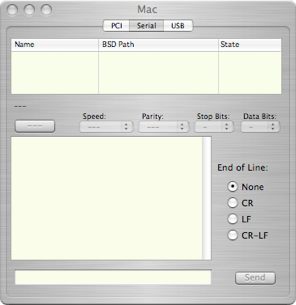 Mac
PCI Serial USB
Name BSD Path State
---
--- Speed: Parity: Stop Bits: Data Bits:
--- --- - -
End of Line:
None
CR
LF
CR-LF
Send